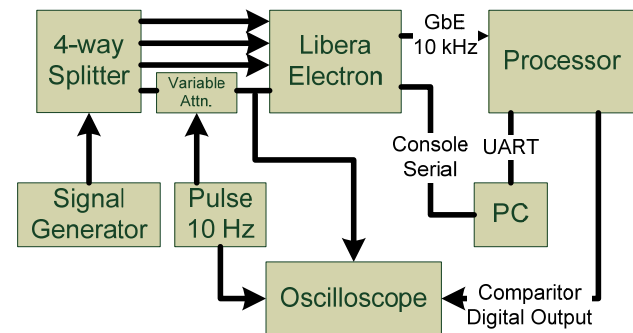 4-way
Splitter
Variable
Attn.
Libera
Electron
GbE
10 kHz
Processor
Console
Serial
UART
Signal
Generator
Pulse
10 Hz
PC
Oscilloscope
Comparitor
Digital Output